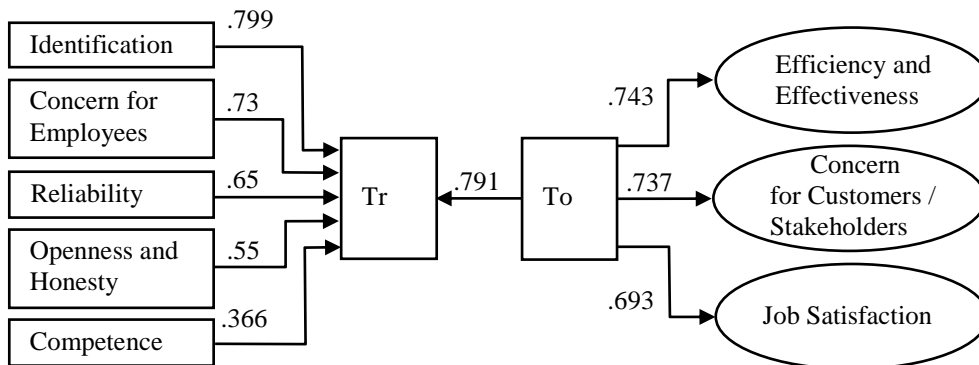 Identification
.799
Concern for
Employees
.73
Reliability
.65
Openness and
Honesty
.55
Competence
.366
Tr
.791
To
.743
Efficiency and
Effectiveness
.737
Concern
for Customers /
Stakeholders
.693
Job Satisfaction